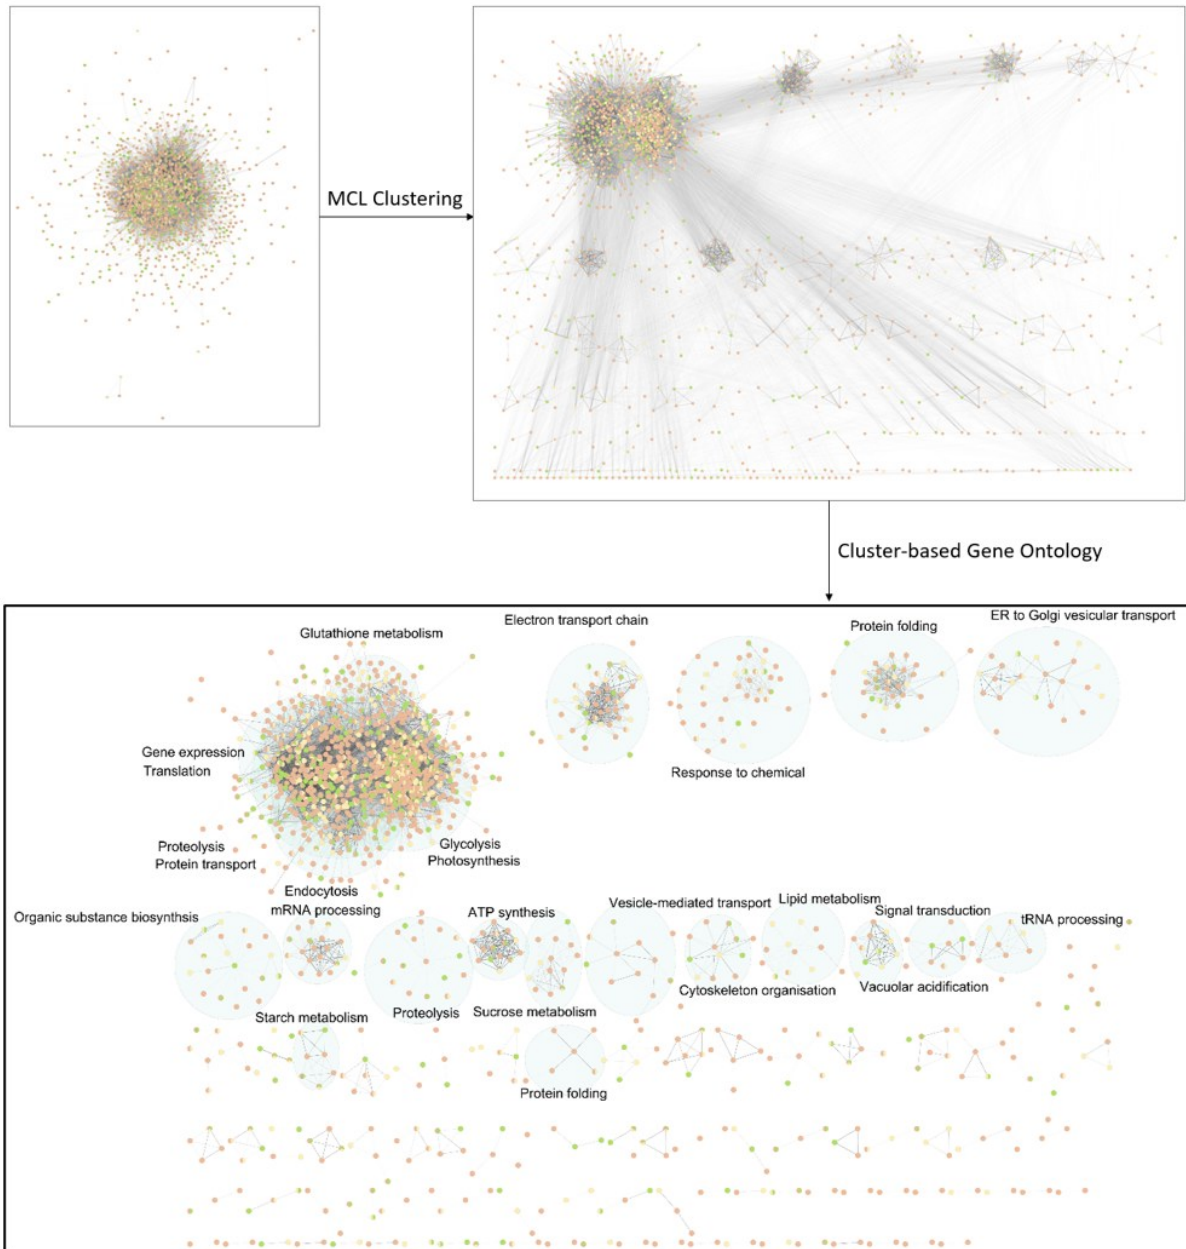 MCL Clustering
Cluster-based Gene Ontology
Glutathione metabolism
Electron transport chain
Protein folding
ER to Golgi vesicular transport
Gene expression
Translation
Response to chemical
Proteolysis
Protein transport
Glycolysis
Photosynthesis
Endocytosis
mRNA processing
Organic substance biosynthsis
ATP synthesis
Vesicle-mediated transport
Lipid metabolism
Signal transduction
tRNA processing
Cytoskeleton organisation
Vacuolar acidification
Starch metabolism
Proteolysis
Sucrose metabolism
Protein folding